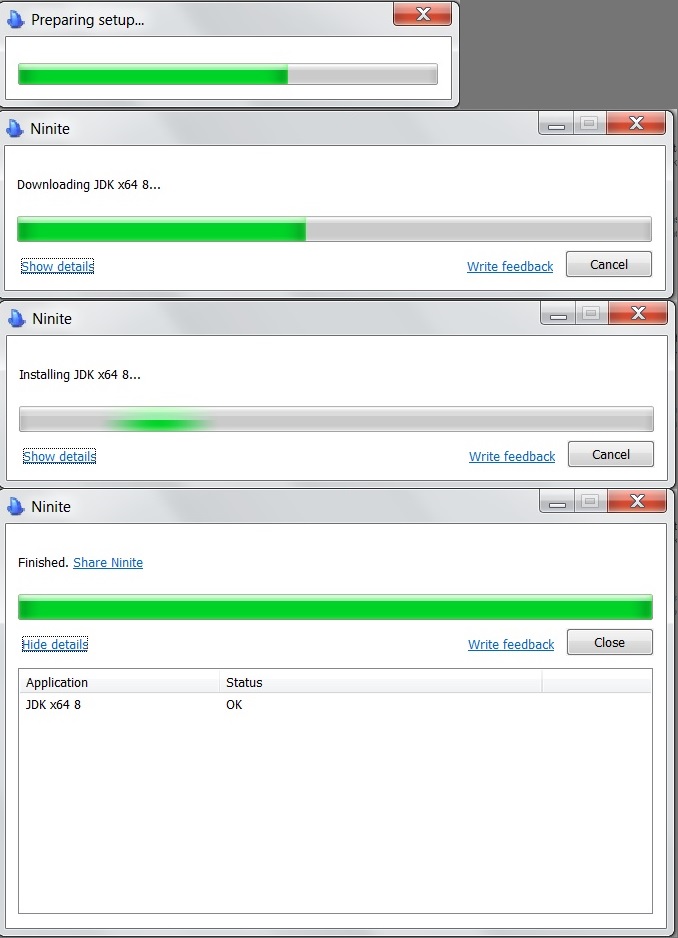 Preparing setup...
Ninite
Downloading JDK x64 8...
Show details Write feedback Cancel
Ninite
Installing JDK x64 8...
Show details Write feedback Cancel
Ninite
Finished. Share Ninite
Hide details Write feedback Close
Application Status
JDK x64 8 OK